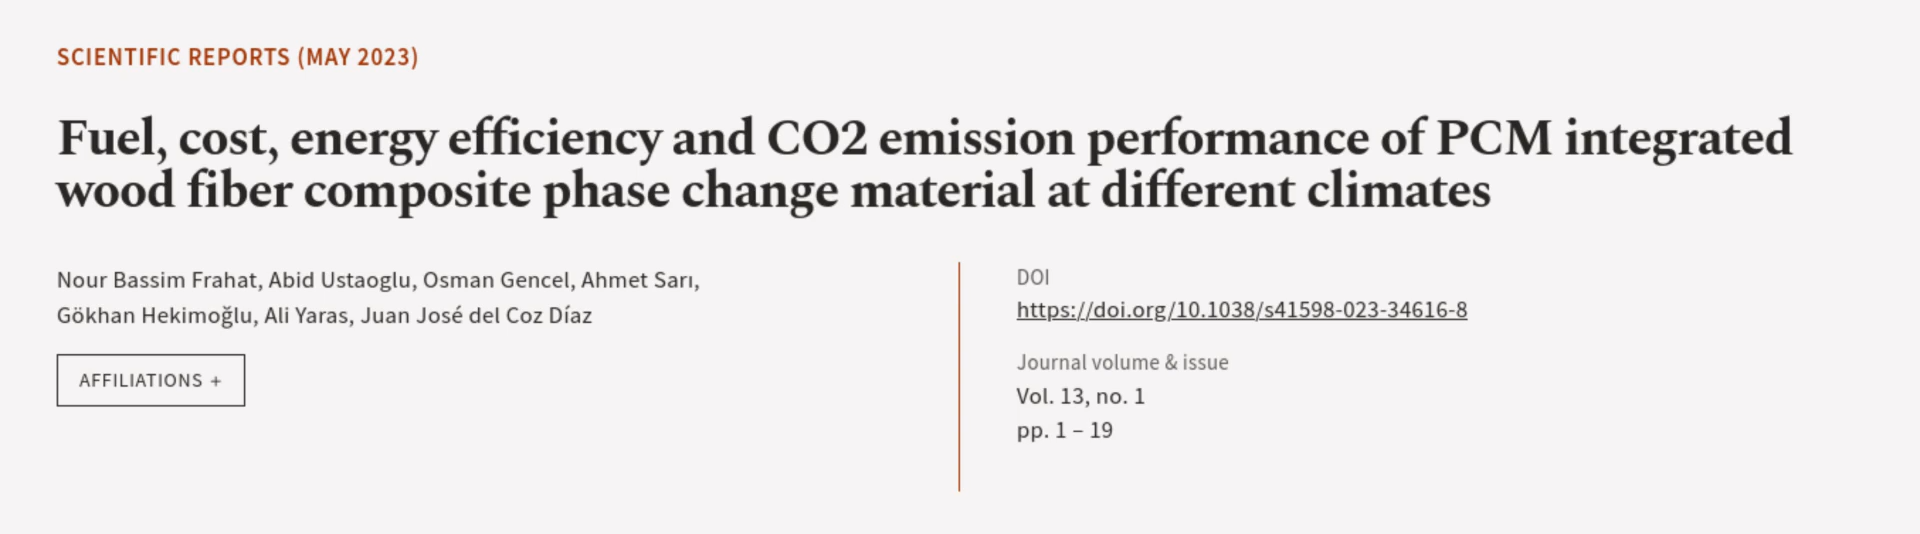 SCIENTIFIC REPORTS (MAY 2023)
Fuel, cost, energy efficiency and CO2 emission performance of PCM integrated
wood fiber composite phase change material at different climates
Nour Bassim Frahat, Abid Ustaoglu, Osman Gencel, Ahmet Sarı,
Gökhan Hekimoğlu, Ali Yaras, Juan José del Coz Díaz
AFFILIATIONS +
DOI
https://doi.org/10.1038/s41598-023-34616-8
Journal volume & issue
Vol. 13, no. 1
pp. 1 – 19